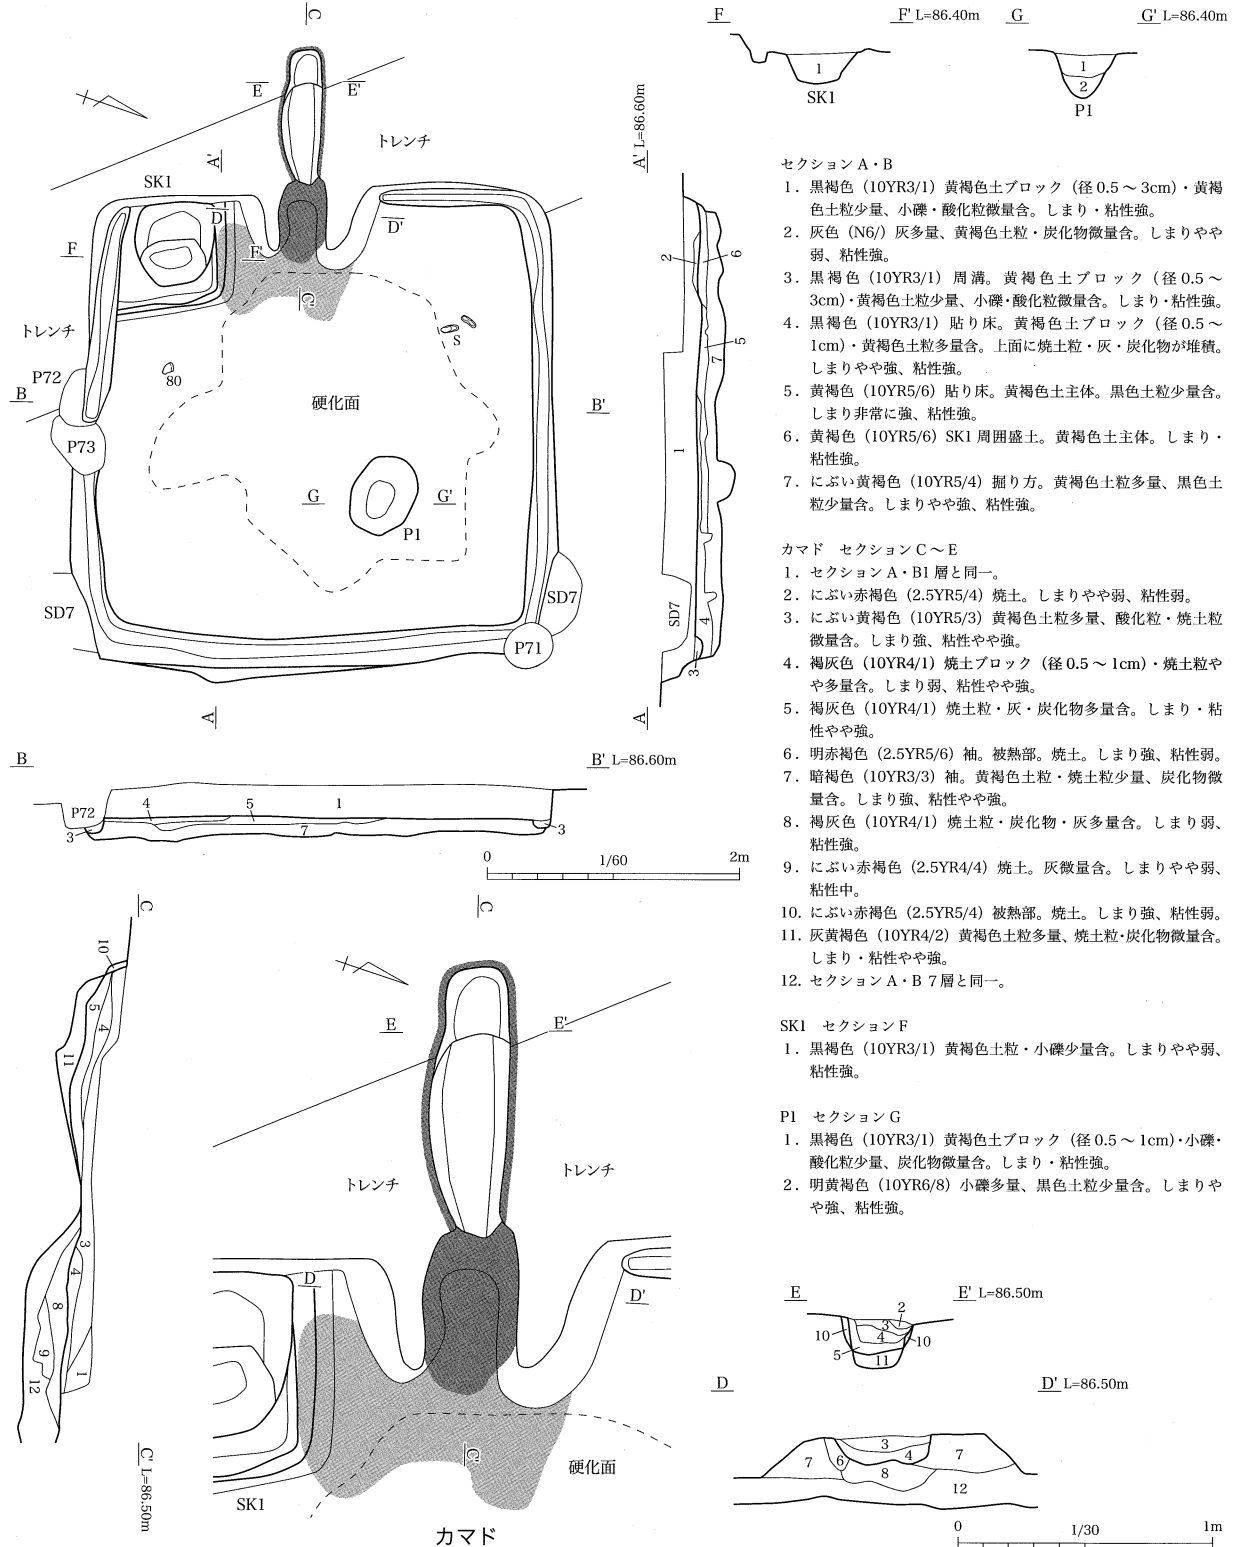 C
E
E'
トレンチ
A'
SK1
D'
D'
F
F'
C'
トレンチ
S
80
P72
B
硬化面
B'
P73
G
G'
P1
SD7
SD7
P71
A
A' L=86.60m
2
6
5
7
1
SD7
4
3
A
F
F' L=86.40m
1
SK1
G
G' L=86.40m
1
2
P1
B
B' L=86.60m
P72
4
5
1
7
3
3
0
1/60
2m
セクション A・B
1. 黒褐色（10YR3/1）黄褐色土ブロック（径 0.5 ～ 3cm）・黄褐
色土粒少量、小礫・酸化粒微量含。しまり・粘性強。
2. 灰色（N6/）灰多量、黄褐色土粒・炭化物微量含。しまりやや
弱、粘性強。
3. 黒褐色（10YR3/1）周溝。黄褐色土ブロック（径 0.5 ～
3cm）・黄褐色土粒少量、小礫・酸化粒微量含。しまり・粘性強。
4. 黒褐色（10YR3/1）貼り床。黄褐色土ブロック（径 0.5 ～
1cm）・黄褐色土粒多量含。上面に焼土粒・灰・炭化物が堆積。
しまりやや強、粘性強。
5. 黄褐色（10YR5/6）貼り床。黄褐色土主体。黒色土粒少量含。
しまり非常に強、粘性強。
6. 黄褐色（10YR5/6）SK1 周囲盛土。黄褐色土主体。しまり・
粘性強。
7. にぶい黄褐色（10YR5/4）掘り方。黄褐色土粒多量、黒色土
粒少量含。しまりやや強、粘性強。
カマド　セクション C ～ E
1. セクション A・B1 層と同一。
2. にぶい赤褐色（2.5YR5/4）焼土。しまりやや弱、粘性弱。
3. にぶい黄褐色（10YR5/3）黄褐色土粒多量、酸化粒・焼土粒
微量含。しまり強、粘性やや強。
4. 褐灰色（10YR4/1）焼土ブロック（径 0.5 ～ 1cm）・焼土粒や
や多量含。しまり弱、粘性やや強。
5. 褐灰色（10YR4/1）焼土粒・灰・炭化物多量含。しまり・粘
性やや強。
6. 明赤褐色（2.5YR5/6）袖。被熱部。焼土。しまり強、粘性弱。
7. 暗褐色（10YR3/3）袖。黄褐色土粒・焼土粒少量、炭化物微
量含。しまり強、粘性やや強。
8. 褐灰色（10YR4/1）焼土粒・炭化物・灰多量含。しまり弱、
粘性強。
9. にぶい赤褐色（2.5YR4/4）焼土。灰微量含。しまりやや弱、
粘性中。
10. にぶい赤褐色（2.5YR5/4）被熱部。焼土。しまり強、粘性弱。
11. 灰黄褐色（10YR4/2）黄褐色土粒多量、焼土粒・炭化物微量含。
しまり・粘性やや強。
12. セクション A・B 7 層と同一。
SK1　セクション F
1. 黒褐色（10YR3/1）黄褐色土粒・小礫少量含。しまりやや弱、
粘性強。
P1　セクション G
1. 黒褐色（10YR3/1）黄褐色土ブロック（径 0.5 ～ 1cm）・小礫・
酸化粒少量、炭化物微量含。しまり・粘性強。
2. 明黄褐色（10YR6/8）小礫多量、黒色土粒少量含。しまりや
や強、粘性強。
C
10
5
4
11
3
4
8
9
1
12
C' L=86.50m
C
E
E'
トレンチ
トレンチ
D
D'
C'
硬化面
SK1
カマド
E
E' L=86.50m
2
3
10
4
10
5
11
D
D' L=86.50m
3
7
6
4
7
8
12
0
1/30
1m